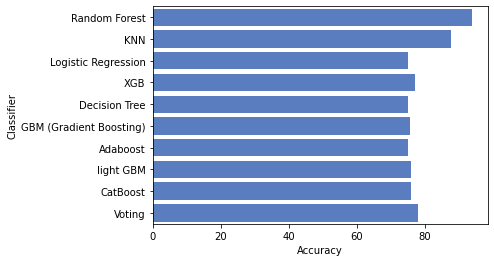 Random Forest
KNN
Logistic Regression
XGB
Decision Tree
GBM (Gradient Boosting)
Adaboost
light GBM
CatBoost
Voting
Classifier
0 20 40 60 80
Accuracy